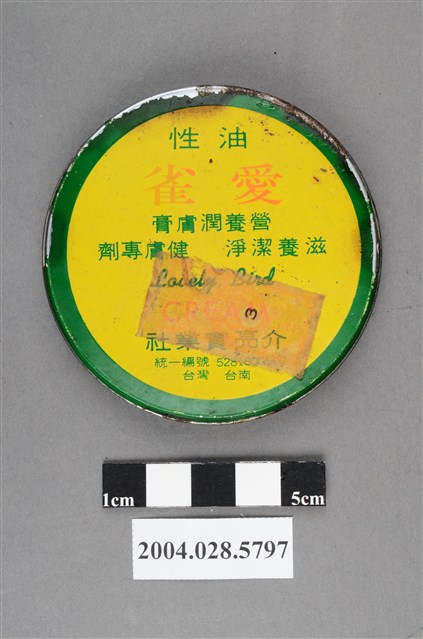 油性
愛雀
營養潤膚膏
滋養潔淨 健膚專劑
Lovely Bird
CREAM
3
介亮實業社
統一編號
台灣 台南
1cm 5cm
2004.028.5797